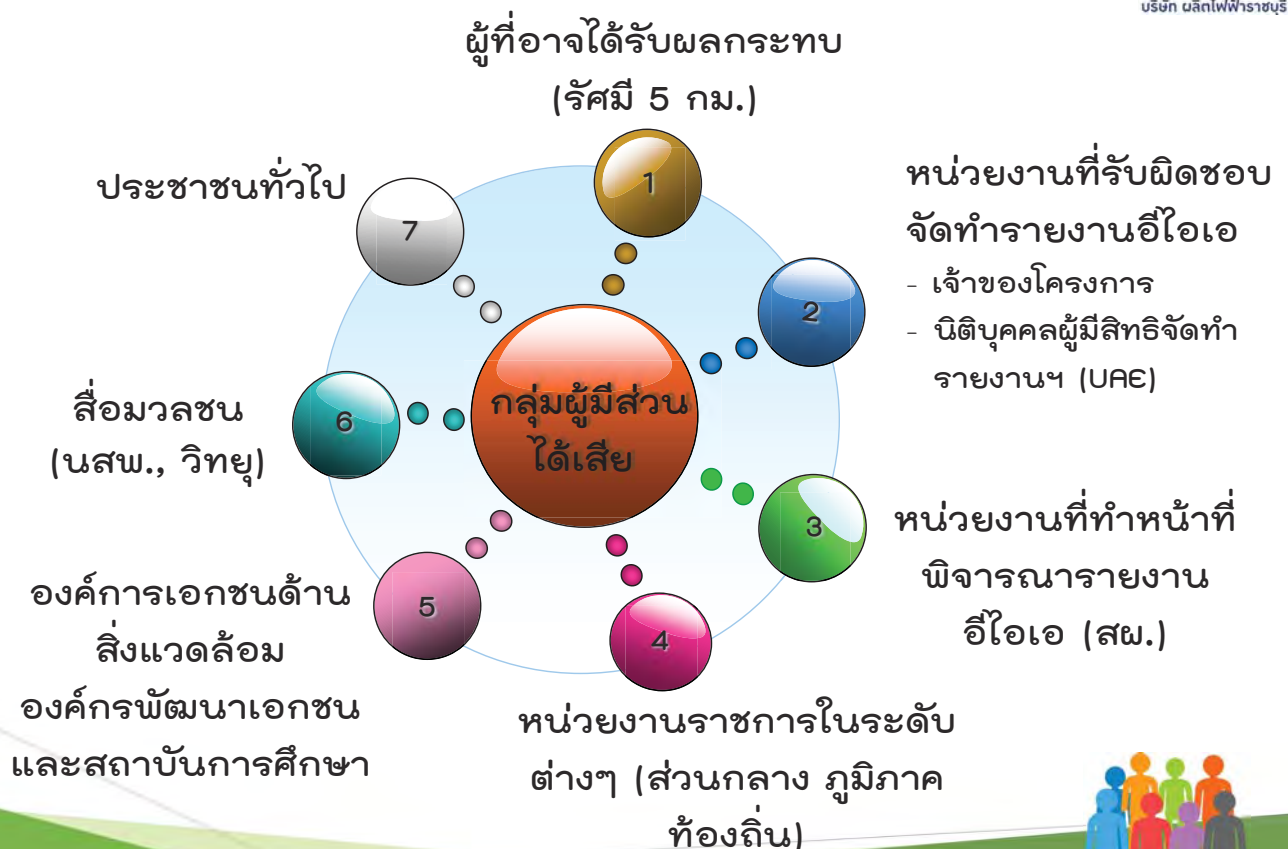 บริษัท ผลิตไฟฟ้าราชบุรี
ผู้ที่อาจได้รับผลกระทบ
(รัศมี 5 กม.)
1
หน่วยงานที่รับผิดชอบ
จัดทำรายงานอีไอเอ
- เจ้าของโครงการ
- นิติบุคคลผู้มีสิทธิจัดทำ
รายงานฯ (UAE)
2
หน่วยงานที่ทำหน้าที่
พิจารณารายงาน
อีไอเอ (สผ.)
3
หน่วยงานราชการในระดับ
ต่างๆ (ส่วนกลาง ภูมิภาค
ท้องถิ่น)
4
องค์การเอกชนด้าน
สิ่งแวดล้อม
องค์กรพัฒนาเอกชน
และสถาบันการศึกษา
5
สื่อมวลชน
(นสพ., วิทยุ)
6
ประชาชนทั่วไป
7
กลุ่มผู้มีส่วน
ได้เสีย